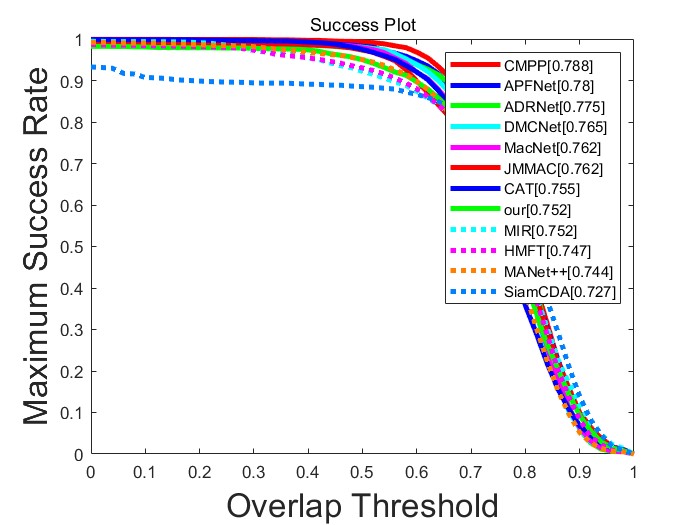 Success Plot
Maximum Success Rate
1
0.9
0.8
0.7
0.6
0.5
0.4
0.3
0.2
0.1
0
CMPP[0.788]
APFNet[0.78]
ADRNet[0.775]
DMCNet[0.765]
MacNet[0.762]
JMMAC[0.762]
CAT[0.755]
our[0.752]
MIR[0.752]
HMFT[0.747]
MANet++[0.744]
SiamCDA[0.727]
0 0.1 0.2 0.3 0.4 0.5 0.6 0.7 0.8 0.9 1
Overlap Threshold